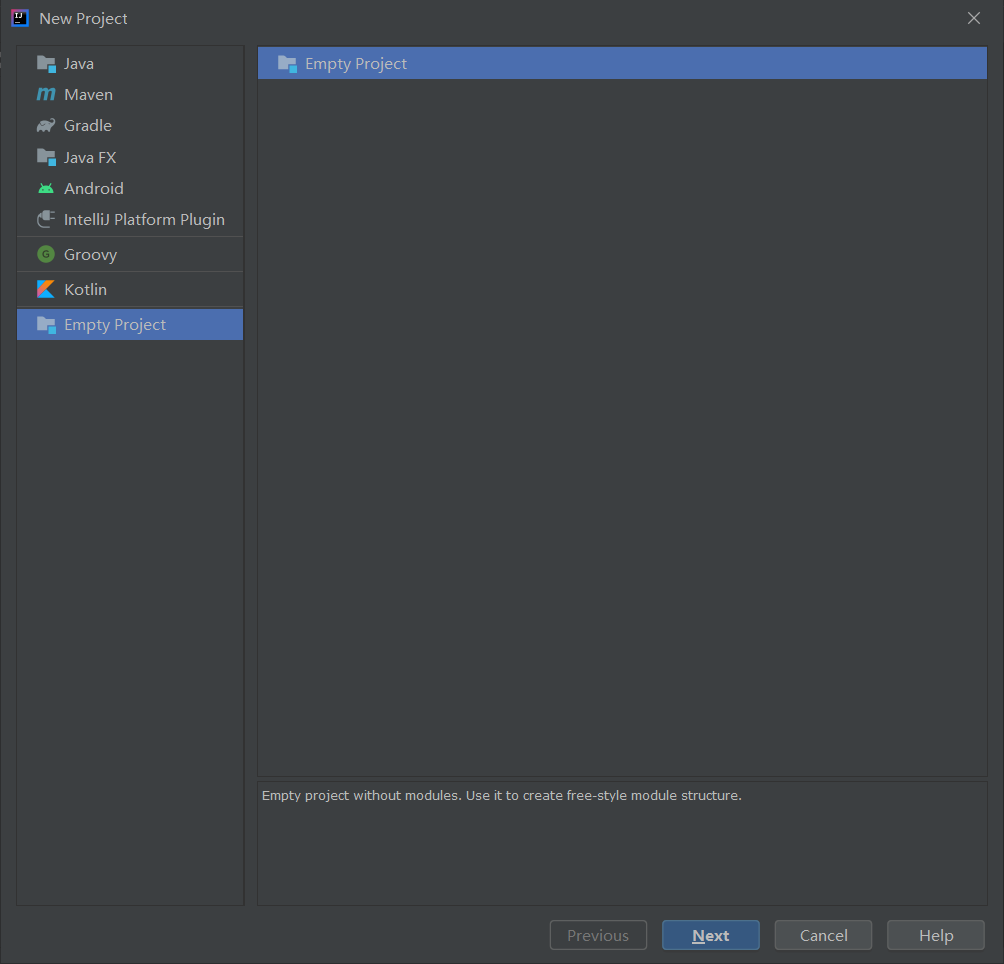 New Project
Java
Maven
Gradle
Java FX
Android
IntelliJ Platform Plugin
Groovy
Kotlin
Empty Project
Empty Project
Empty project without modules. Use it to create free-style module structure.
Previous
Next
Cancel
Help